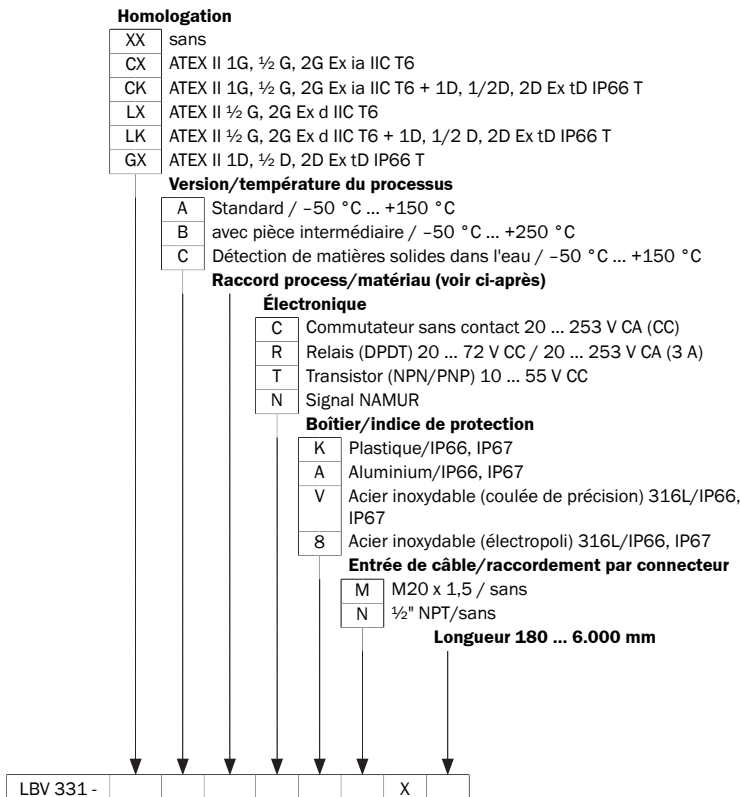 Homologation
XX sans
CX ATEX II 1G, ½ G, 2G Ex ia IIC T6
CK ATEX II 1G, ½ G, 2G Ex ia IIC T6 + 1D, 1/2D, 2D Ex tD IP66 T
LX ATEX II ½ G, 2G Ex d IIC T6
LK ATEX II ½ G, 2G Ex d IIC T6 + 1D, 1/2 D, 2D Ex tD IP66 T
GX ATEX II 1D, ½ D, 2D Ex tD IP66 T
Version/température du processus
A Standard / –50 °C ... +150 °C
B avec pièce intermédiaire / –50 °C ... +250 °C
C Détection de matières solides dans l'eau / –50 °C ... +150 °C
Raccord process/matériau (voir ci-après)
Électronique
C Commutateur sans contact 20 ... 253 V CA (CC)
R Relais (DPDT) 20 ... 72 V CC / 20 ... 253 V CA (3 A)
T Transistor (NPN/PNP) 10 ... 55 V CC
N Signal NAMUR
Boîtier/indice de protection
K Plastique/IP66, IP67
A Aluminium/IP66, IP67
V Acier inoxydable (coulée de précision) 316L/IP66,
IP67
8 Acier inoxydable (électropoli) 316L/IP66, IP67
Entrée de câble/raccordement par connecteur
M M20 x 1,5 / sans
N ½" NPT/sans
Longueur 180 ... 6.000 mm
LBV 331 - X